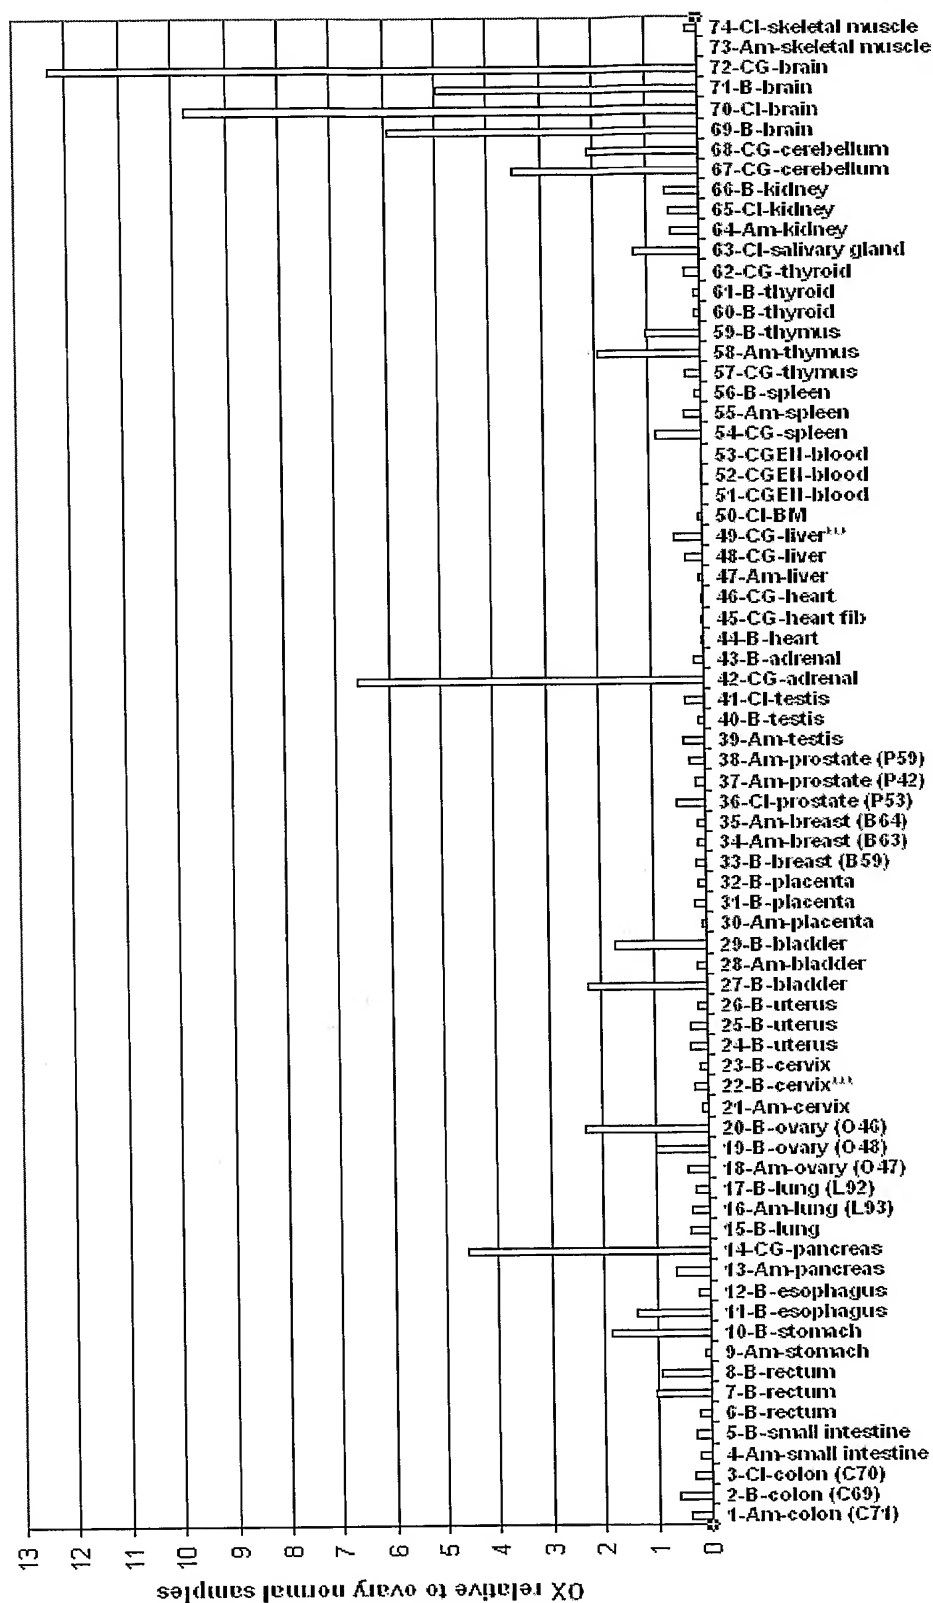 74-Cl-skeletal muscle
73-Am-skeletal muscle
72-CG-brain
71-B-brain
70-Cl-brain
69-B-brain
68-CG-cerebellum
67-CG-cerebellum
66-B-kidney
65-Cl-kidney
64-Am-kidney
63-Cl-salivary gland
62-CG-thyroid
61-B-thyroid
60-B-thyroid
59-B-thymus
58-Am-thymus
57-CG-thymus
56-B-spleen
55-Am-spleen
54-CG-spleen
53-CGEN-blood
52-CGEN-blood
51-CGEN-blood
50-Cl-BM
49-CG-liver***
48-CG-liver
47-Am-liver
46-CG-heart
45-CG-heart fib
44-B-heart
43-B-adrenal
42-CG-adrenal
41-Cl-testis
40-B-testis
39-Am-testis
38-Am-prostate (P59)
37-Am-prostate (P42)
36-Cl-prostate (P53)
35-Am-breast (B64)
34-Am-breast (B63)
33-B-breast (B59)
32-B-placenta
31-B-placenta
30-Am-placenta
29-B-bladder
28-Am-bladder
27-B-bladder
26-B-uterus
25-B-uterus
24-B-uterus
23-B-cervix
22-B-cervix***
21-Am-cervix
20-B-ovary (O46)
19-B-ovary (O48)
18-Am-ovary (O47)
17-B-lung (L92)
16-Am-lung (L93)
15-B-lung
14-CG-pancreas
13-Am-pancreas
12-B-esophagus
11-B-esophagus
10-B-stomach
9-Am-stomach
8-B-rectum
7-B-rectum
6-B-rectum
5-B-small intestine
4-Am-small intestine
3-Cl-colon (C70)
2-B-colon (C69)
1-Am-colon (C71)
13 12 11 10 9 8 7 6 5 4 3 2 1 0
OX relative to ovary normal samples